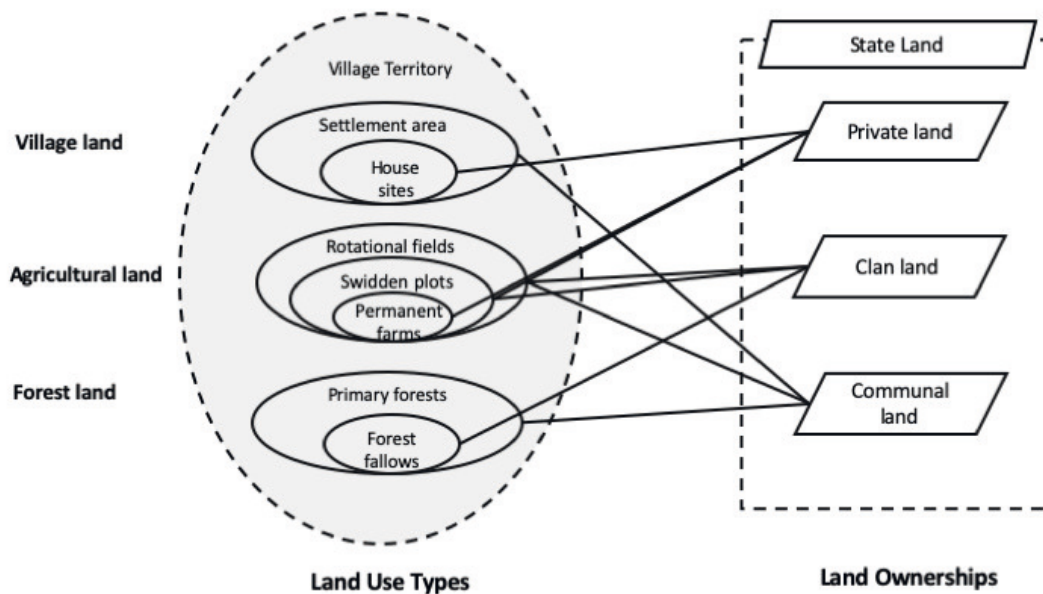 State Land
Village Territory
Village land
Settlement area
Private land
House
sites
Rotational fields
Agricultural land
Swidden plots
Clan land
Permanent
farms
Forest land
Primary forests
Communal
land
Forest
fallows
Land Use Types
Land Ownerships